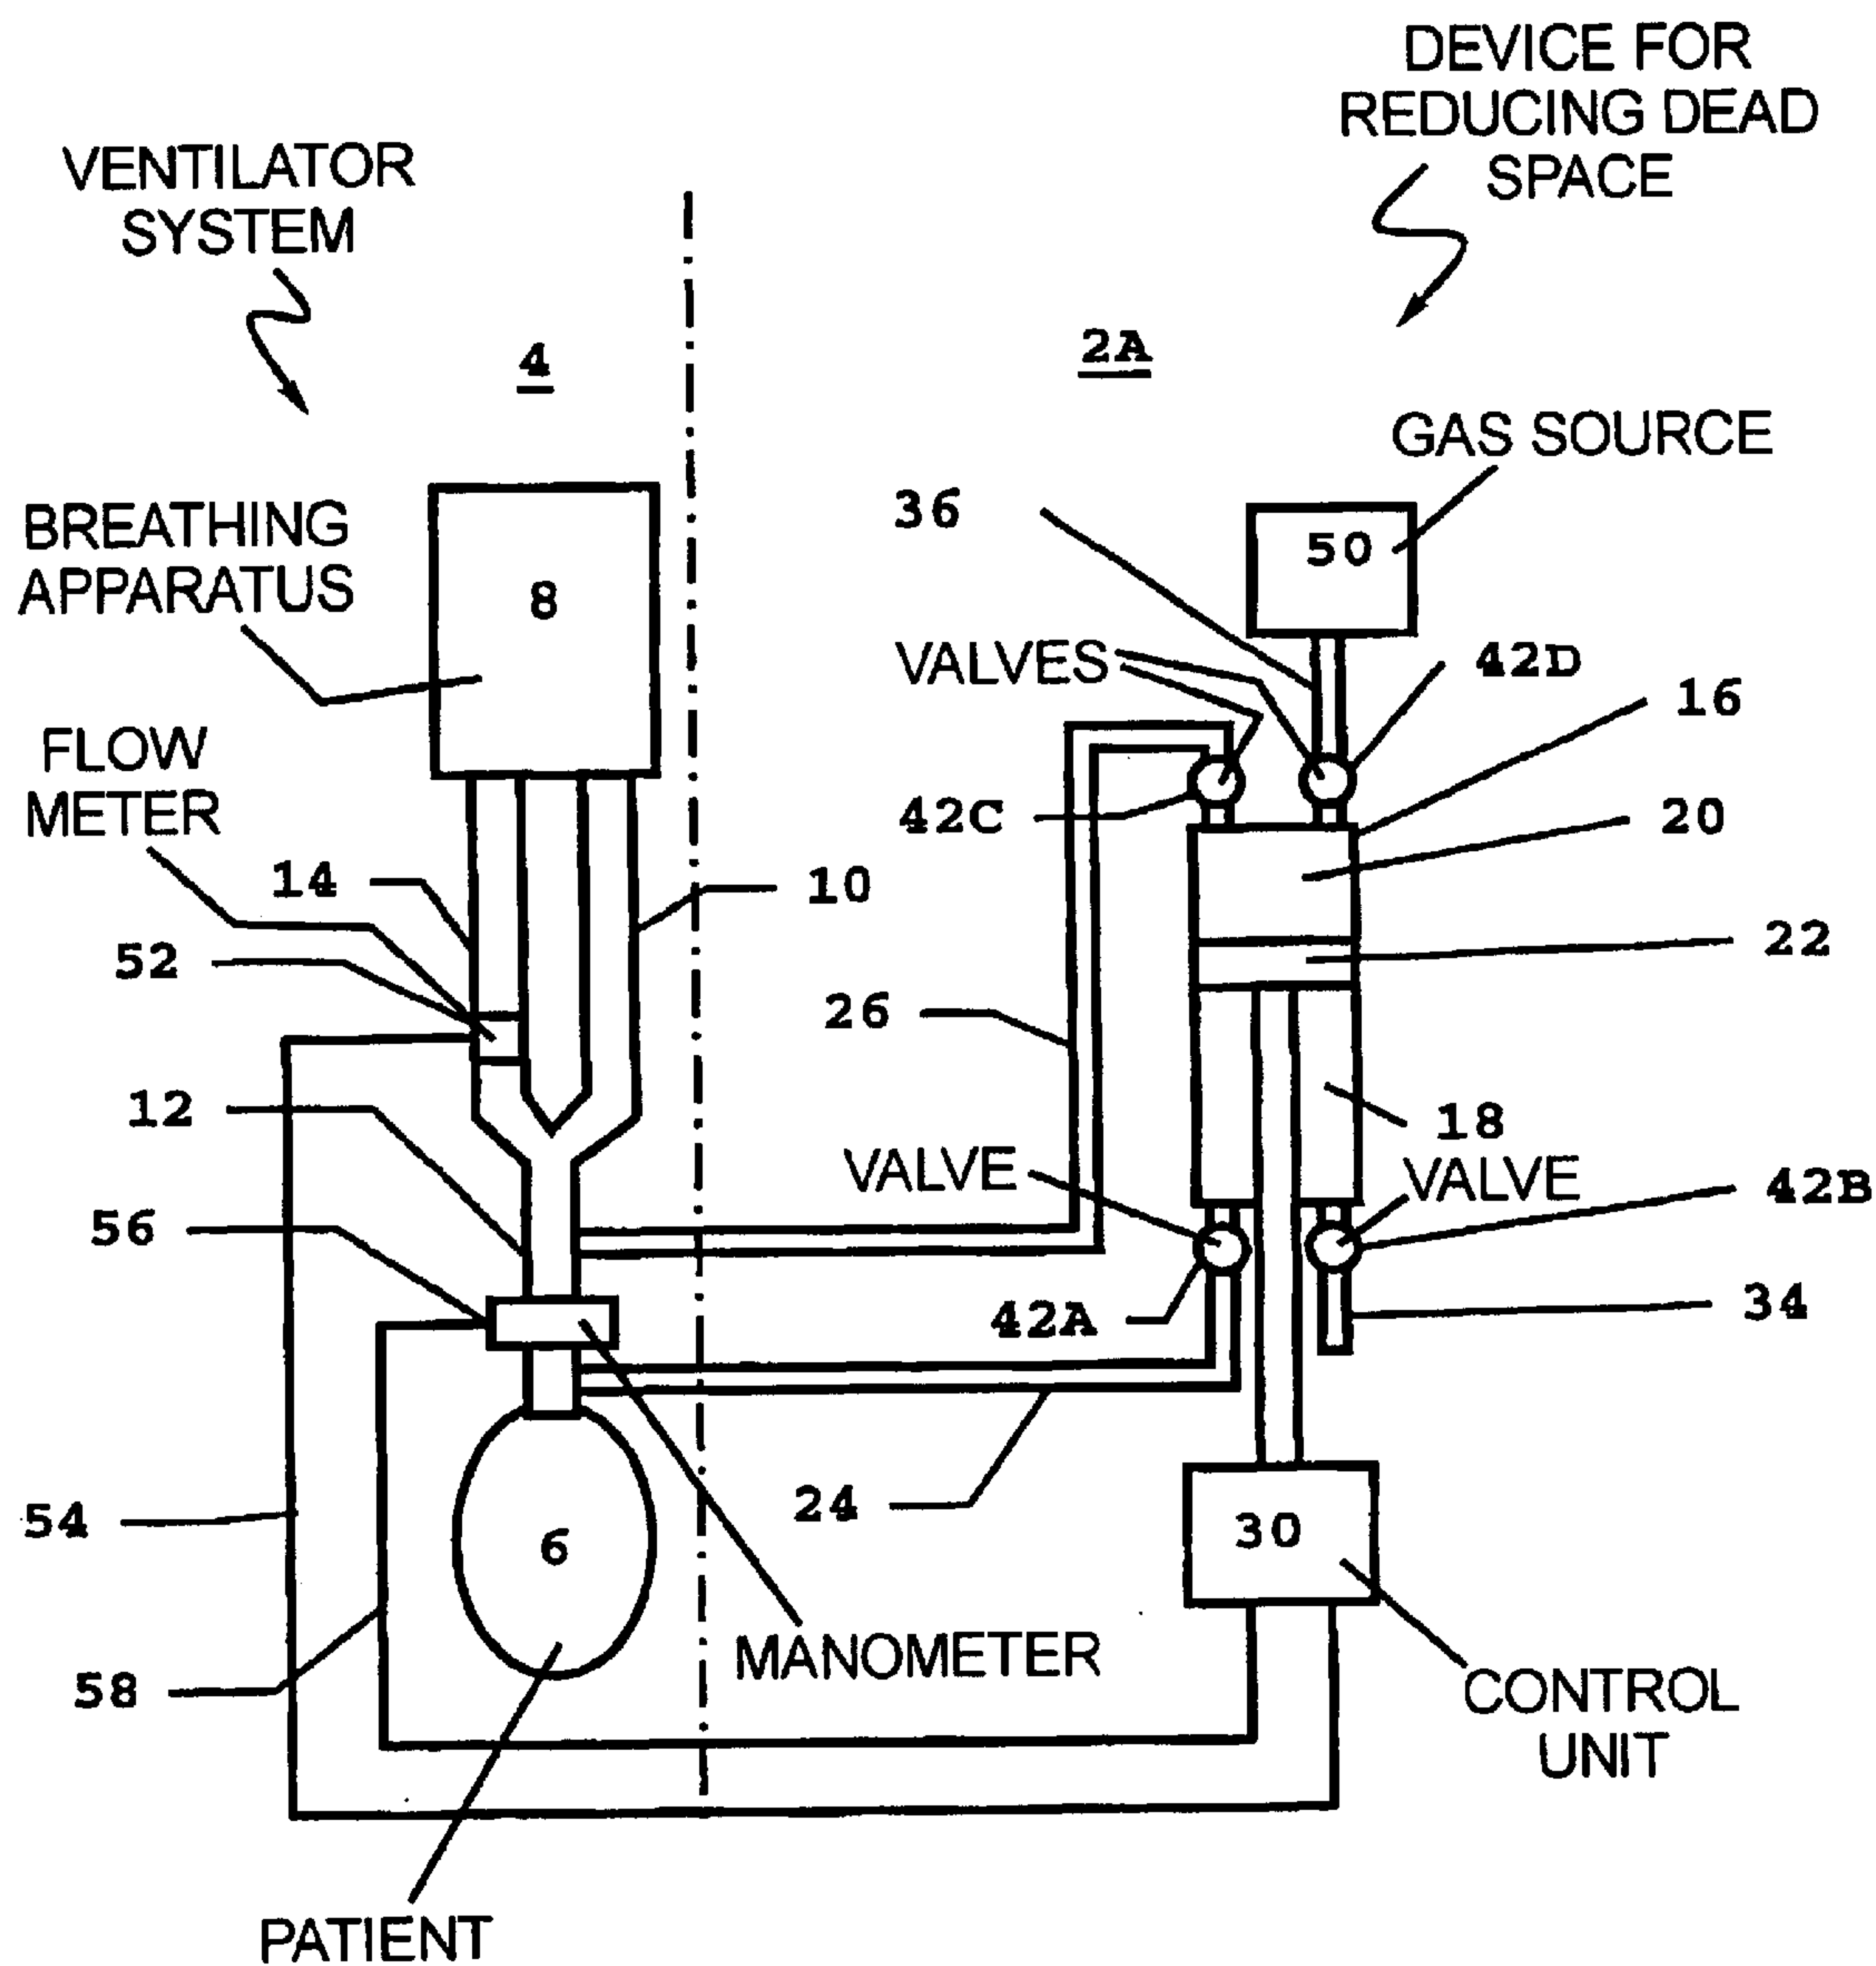 DEVICE FOR
REDUCING DEAD
SPACE
VENTILATOR
SYSTEM
4
2A
GAS SOURCE
BREATHING
APPARATUS
8
36
50
VALVES
42D
16
FLOW
METER
42C
20
14
10
52
22
26
12
18
VALVE
VALVE
42B
56
42A
34
54
24
6
30
MANOMETER
58
CONTROL
UNIT
PATIENT